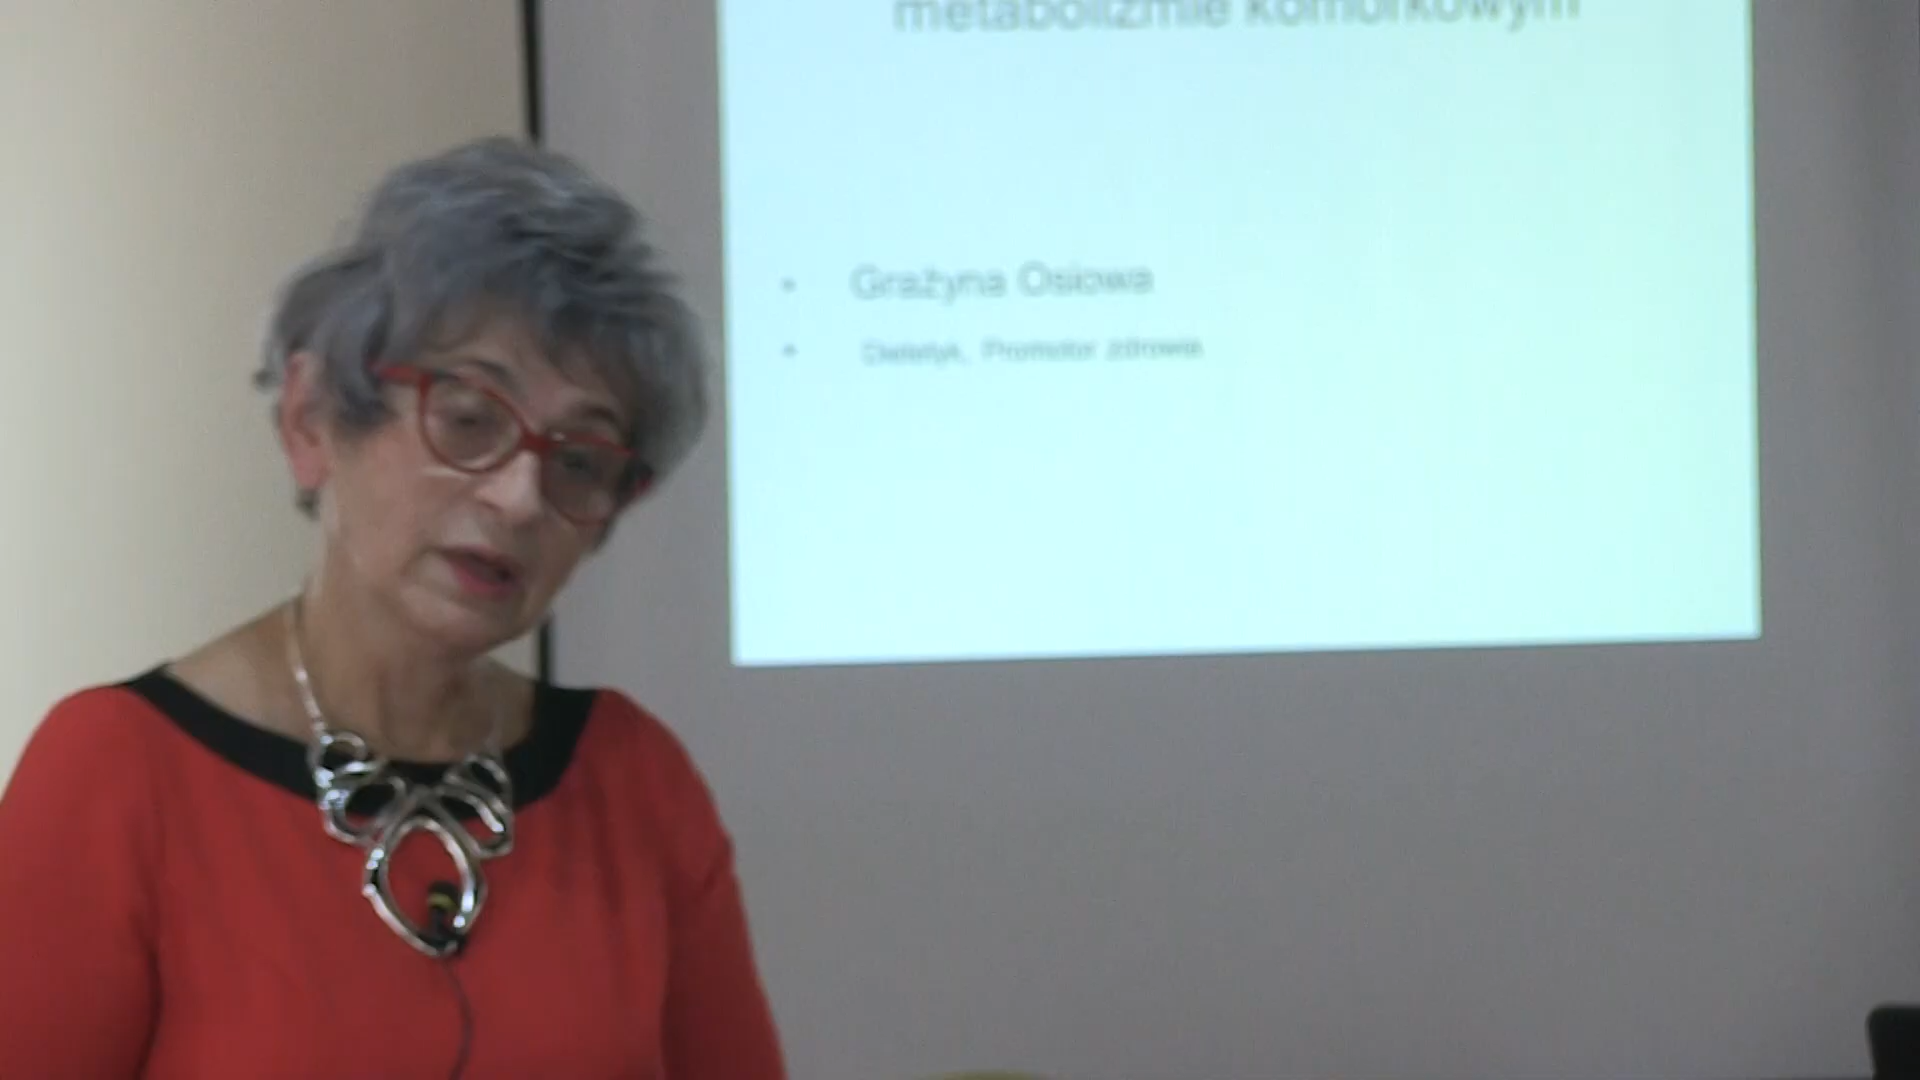 metabolizmie komórkowym
• Grażyna Osiowa
• Dietetyk, Promotor zdrowia